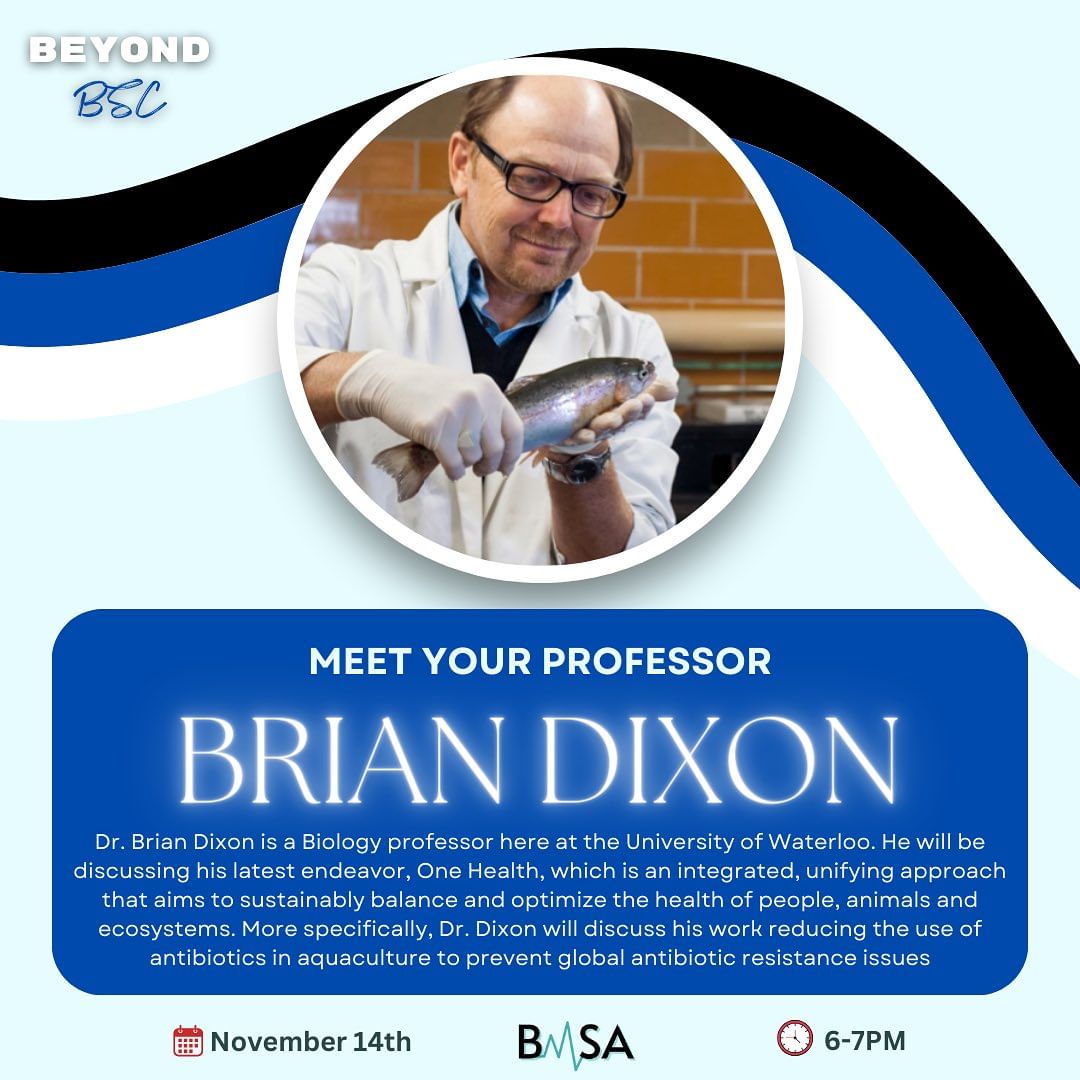 BEYOND
BSC
MEET YOUR PROFESSOR
BRIAN DIXON
Dr. Brian Dixon is a Biology professor here at the University of Waterloo. He will be
discussing his latest endeavor, One Health, which is an integrated, unifying approach
that aims to sustainably balance and optimize the health of people, animals and
ecosystems. More specifically, Dr. Dixon will discuss his work reducing the use of
antibiotics in aquaculture to prevent global antibiotic resistance issues
November 14th
BMSA
6-7PM